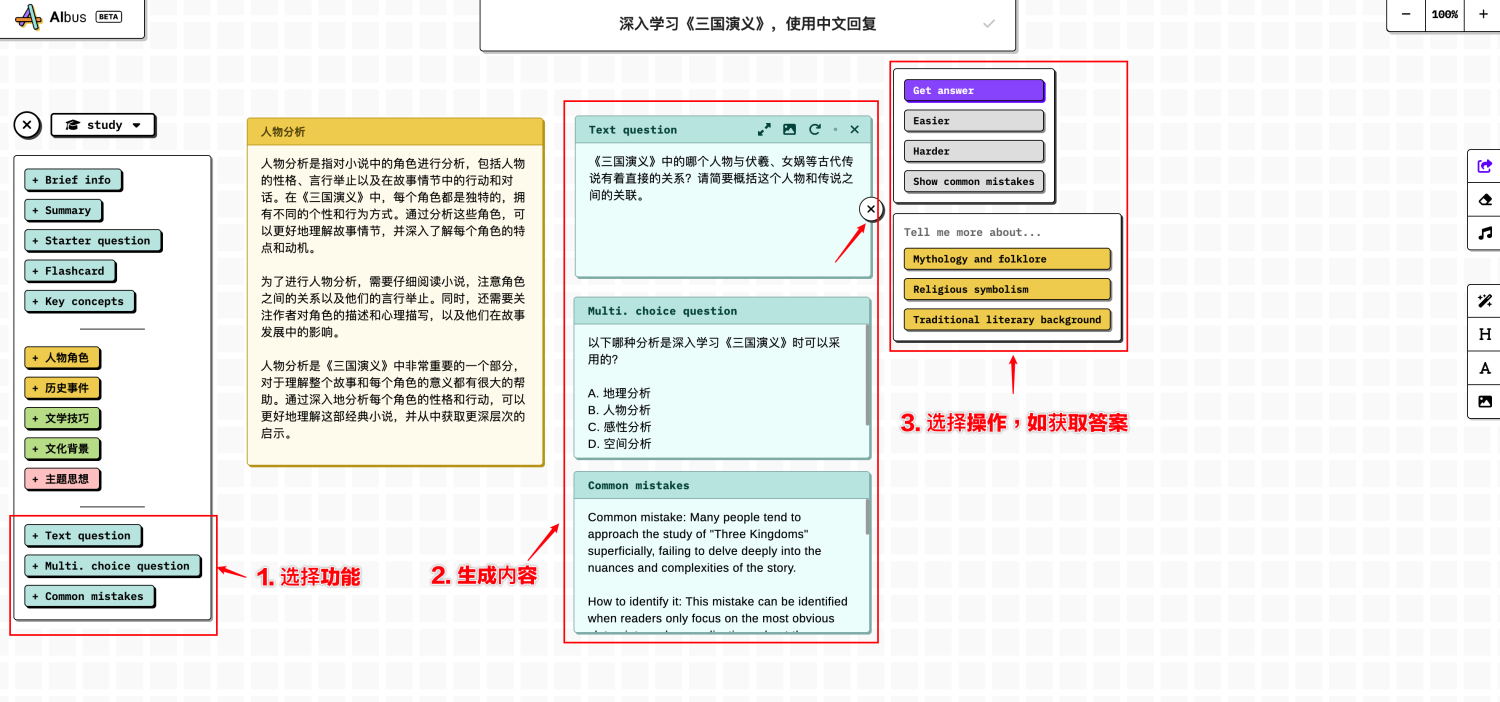 AIbus BETA
深入学习《三国演义》，使用中文回复
− 100% +
study
+ Brief info
+ Summary
+ Starter question
+ Flashcard
+ Key concepts
+ 人物角色
+ 历史事件
+ 文学技巧
+ 文化背景
+ 主题思想
+ Text question
+ Multi. choice question
+ Common mistakes
1. 选择功能
人物分析
人物分析是指对小说中的角色进行分析，包括人物
的性格、言行举止以及在故事情节中的行动和对
话。在《三国演义》中，每个角色都是独特的，拥
有不同的个性和行为方式。通过分析这些角色，可
以更好地理解故事情节，并深入了解每个角色的特
点和动机。
为了进行人物分析，需要仔细阅读小说，注意角色
之间的关系以及他们的言行举止。同时，还需要关
注作者对角色的描述和心理描写，以及他们在故事
发展中的影响。
人物分析是《三国演义》中非常重要的一个部分，
对于理解整个故事和每个角色的意义都有很大的帮
助。通过深入地分析每个角色的性格和行动，可以
更好地理解这部经典小说，并从中获取更深层次的
启示。
2. 生成内容
Text question
《三国演义》中的哪个人物与伏羲、女娲等古代传
说有着直接的关系？请简要概括这个人物和传说之
间的关联。
Multi. choice question
以下哪种分析是深入学习《三国演义》时可以采
用的？
A. 地理分析
B. 人物分析
C. 感性分析
D. 空间分析
Common mistakes
Common mistake: Many people tend to
approach the study of "Three Kingdoms"
superficially, failing to delve deeply into the
nuances and complexities of the story.
How to identify it: This mistake can be identified
when readers only focus on the most obvious
Get answer
Easier
Harder
Show common mistakes
Tell me more about...
Mythology and folklore
Religious symbolism
Traditional literary background
3. 选择操作，如获取答案
H
A